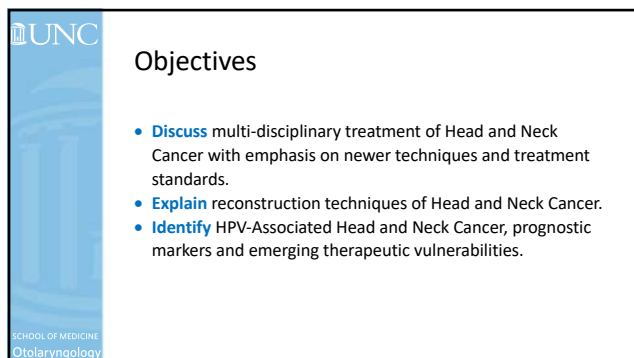 UNC
Objectives
• Discuss multi-disciplinary treatment of Head and Neck
Cancer with emphasis on newer techniques and treatment
standards.
• Explain reconstruction techniques of Head and Neck Cancer.
• Identify HPV-Associated Head and Neck Cancer, prognostic
markers and emerging therapeutic vulnerabilities.
SCHOOL OF MEDICINE
Otolaryngology